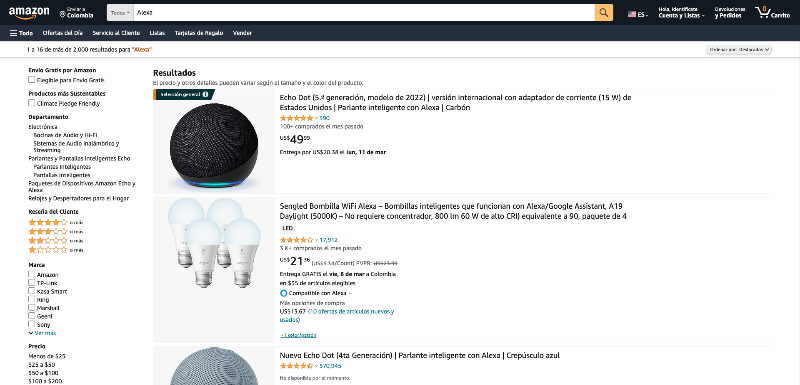 amazon
Enviar a
Colombia
Todos
Alexa
ES
Hola, Identifícate
Cuenta y Listas
Devoluciones
y Pedidos
0
Carrito
Todo
Ofertas del Día
Servicio al Cliente
Listas
Tarjetas de Regalo
Vender
1 a 16 de más de 2,000 resultados para "Alexa"
Ordenar por: Destacados
Envío Gratis por Amazon
Elegible para Envío Gratis
Productos más Sustentables
Climate Pledge Friendly
Departamento
Electrónica
Bocinas de Audio y Hi-Fi
Sistemas de Audio Inalámbrico y
Streaming
Parlantes y Pantallas Inteligentes Echo
Parlantes Inteligentes
Pantallas Inteligentes
Paquetes de Dispositivos Amazon Echo y
Alexa
Relojes y Despertadores para el Hogar
Reseña del Cliente
o más
o más
o más
o más
Marca
Amazon
TP-Link
Kasa Smart
Ring
Marshall
Geeni
Sony
Ver más
Precio
Menos de $25
$25 a $50
$50 a $100
$100 a $200
Resultados
El precio y otros detalles pueden variar según el tamaño y el color del producto.
Selección general
Echo Dot (5.ª generación, modelo de 2022) | versión internacional con adaptador de corriente (15 W) de
Estados Unidos | Parlante inteligente con Alexa | Carbón
590
100+ comprados el mes pasado
US$49⁹⁹
Entrega por US$20.38 el lun, 11 de mar
Sengled Bombilla WiFi Alexa – Bombillas inteligentes que funcionan con Alexa/Google Assistant, A19
Daylight (5000K) – No requiere concentrador, 800 lm 60 W de alto CRI) equivalente a 90, paquete de 4
LED
17,912
3 K+ comprados el mes pasado
US$21³⁶ (US$5.34/Count) PVPR: US$23.99
Entrega GRATIS el vie, 8 de mar a Colombia
en $35 de artículos elegibles
Compatible con Alexa
Más opciones de compra
US$13.67 (10 ofertas de artículos nuevos y
usados)
+1 color/patrón
Nuevo Echo Dot (4ta Generación) | Parlante inteligente con Alexa | Crepúsculo azul
570,945
No disponible por el momento.